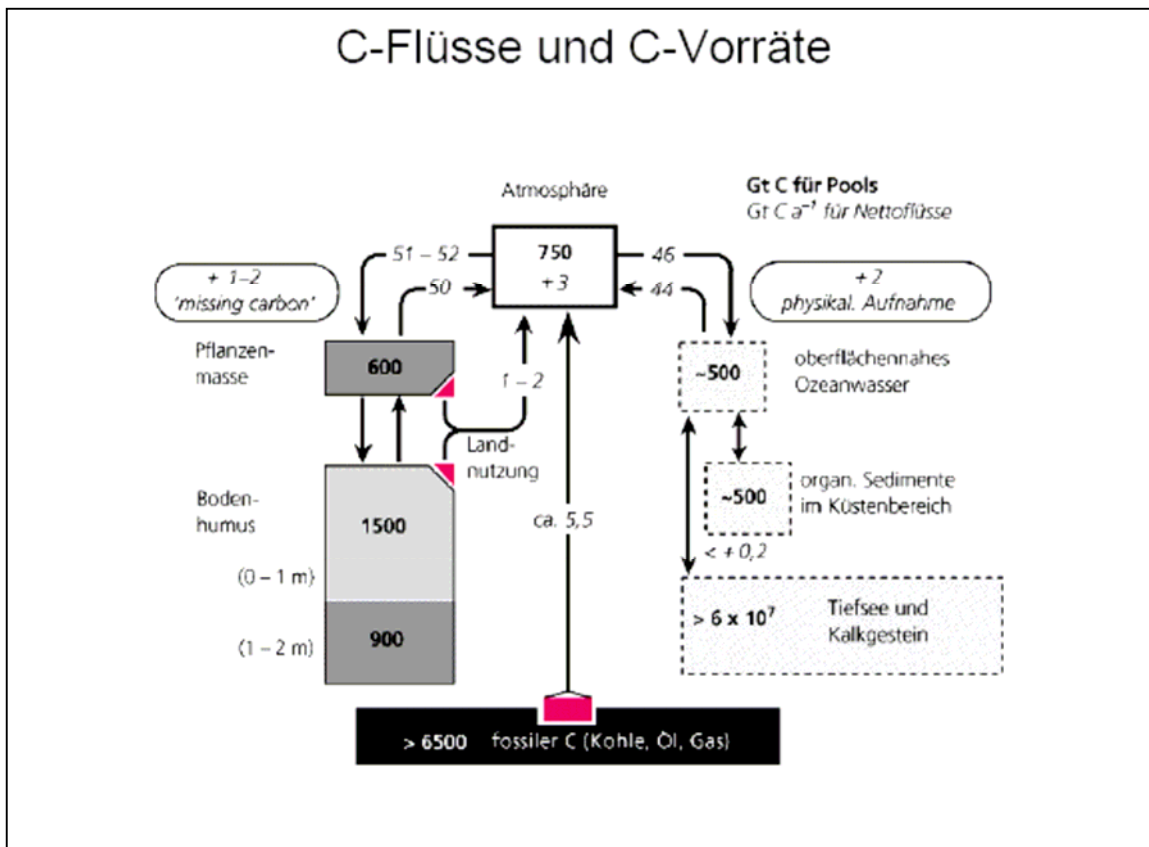 C-Flüsse und C-Vorräte
Atmosphäre
Gt C für Pools
Gt C a⁻¹ für Nettoflüsse
51 – 52
750
46
+ 3
50
44
+ 1–2
'missing carbon'
+ 2
physikal. Aufnahme
Pflanzen-
masse
600
1 – 2
~500
oberflächennahes
Ozeanwasser
Land-
nutzung
Boden-
humus
1500
ca. 5,5
~500
organ. Sedimente
im Küstenbereich
< + 0,2
(0 – 1 m)
> 6 x 10⁷
Tiefsee und
Kalkgestein
(1 – 2 m)
900
> 6500 fossiler C (Kohle, Öl, Gas)